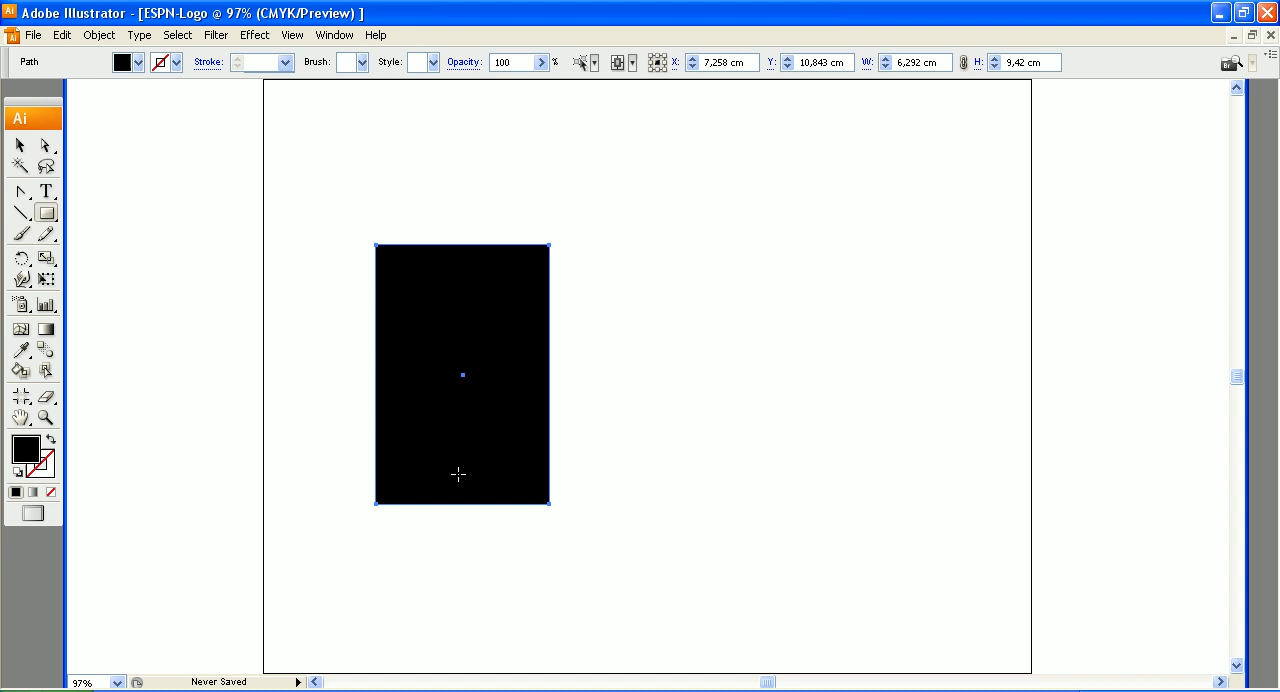 Adobe Illustrator - [ESPN-Logo @ 97% (CMYK/Preview) ]
File Edit Object Type Select Filter Effect View Window Help
Path Stroke: Brush: Style: Opacity: 100 % X: 7,258 cm Y: 10,843 cm W: 6,292 cm H: 9,42 cm
Ai
T
97% Never Saved